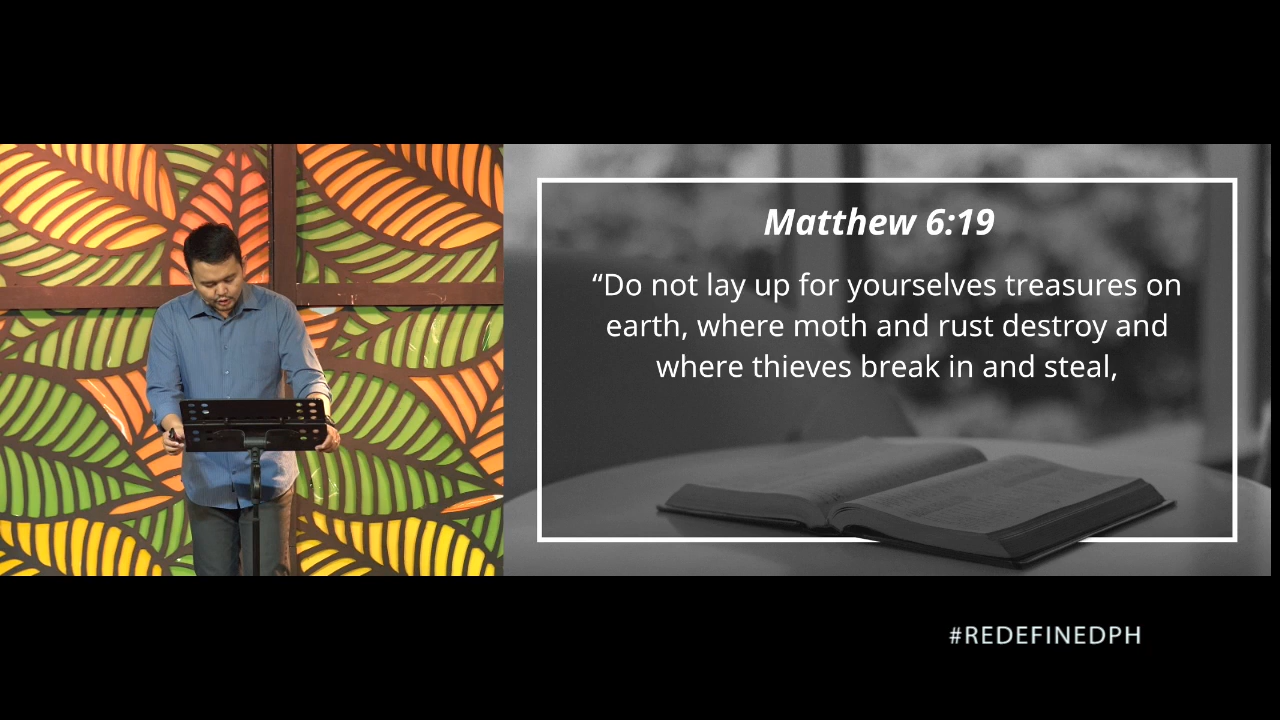 Matthew 6:19
“Do not lay up for yourselves treasures on
earth, where moth and rust destroy and
where thieves break in and steal,
#REDEFINEDPH